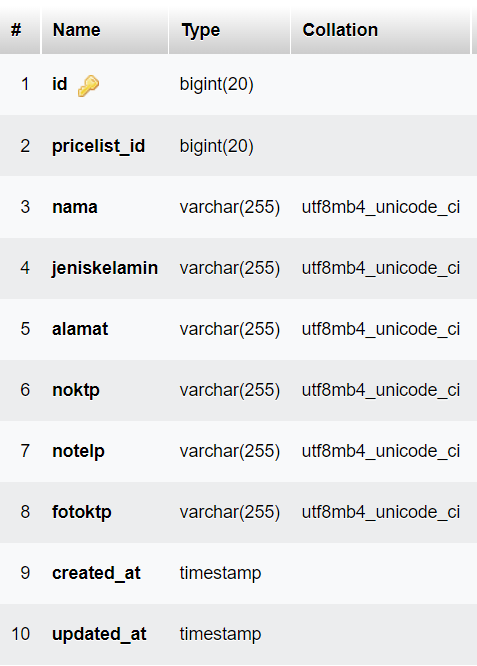 # Name Type Collation
1 id bigint(20)
2 pricelist_id bigint(20)
3 nama varchar(255) utf8mb4_unicode_ci
4 jeniskelamin varchar(255) utf8mb4_unicode_ci
5 alamat varchar(255) utf8mb4_unicode_ci
6 noktp varchar(255) utf8mb4_unicode_ci
7 notelp varchar(255) utf8mb4_unicode_ci
8 fotoktp varchar(255) utf8mb4_unicode_ci
9 created_at timestamp
10 updated_at timestamp